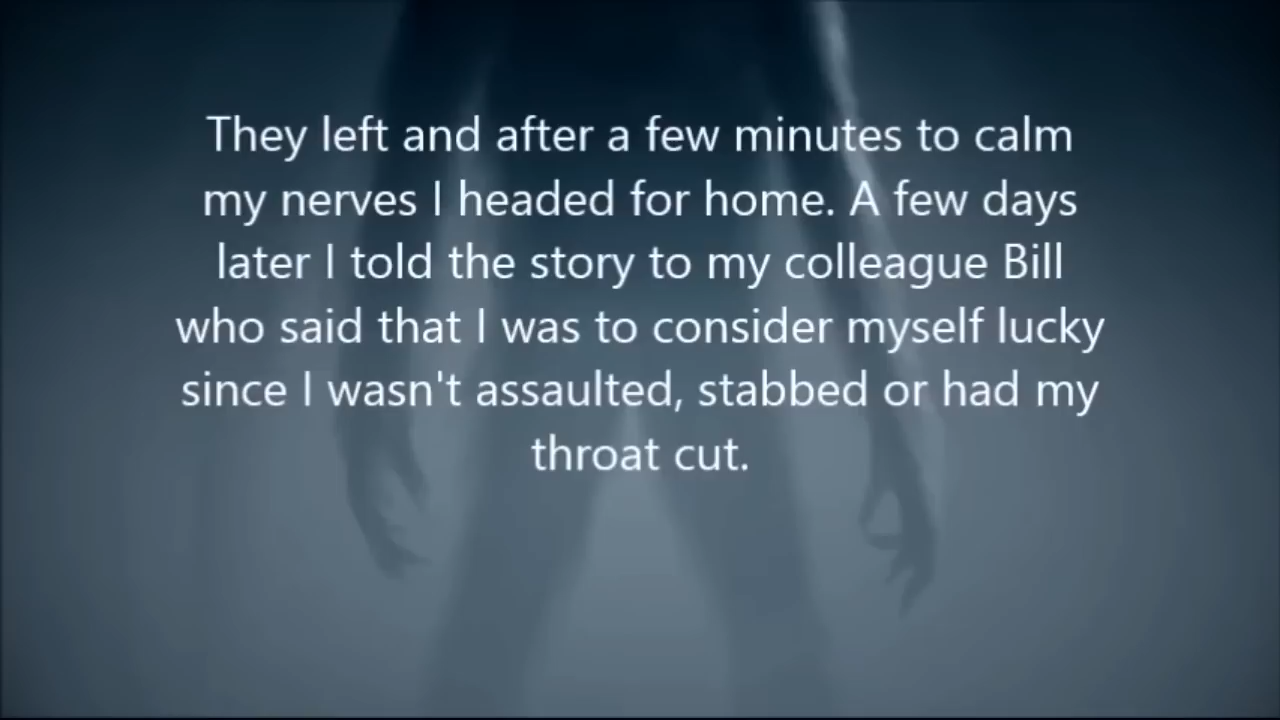 They left and after a few minutes to calm
my nerves I headed for home. A few days
later I told the story to my colleague Bill
who said that I was to consider myself lucky
since I wasn't assaulted, stabbed or had my
throat cut.